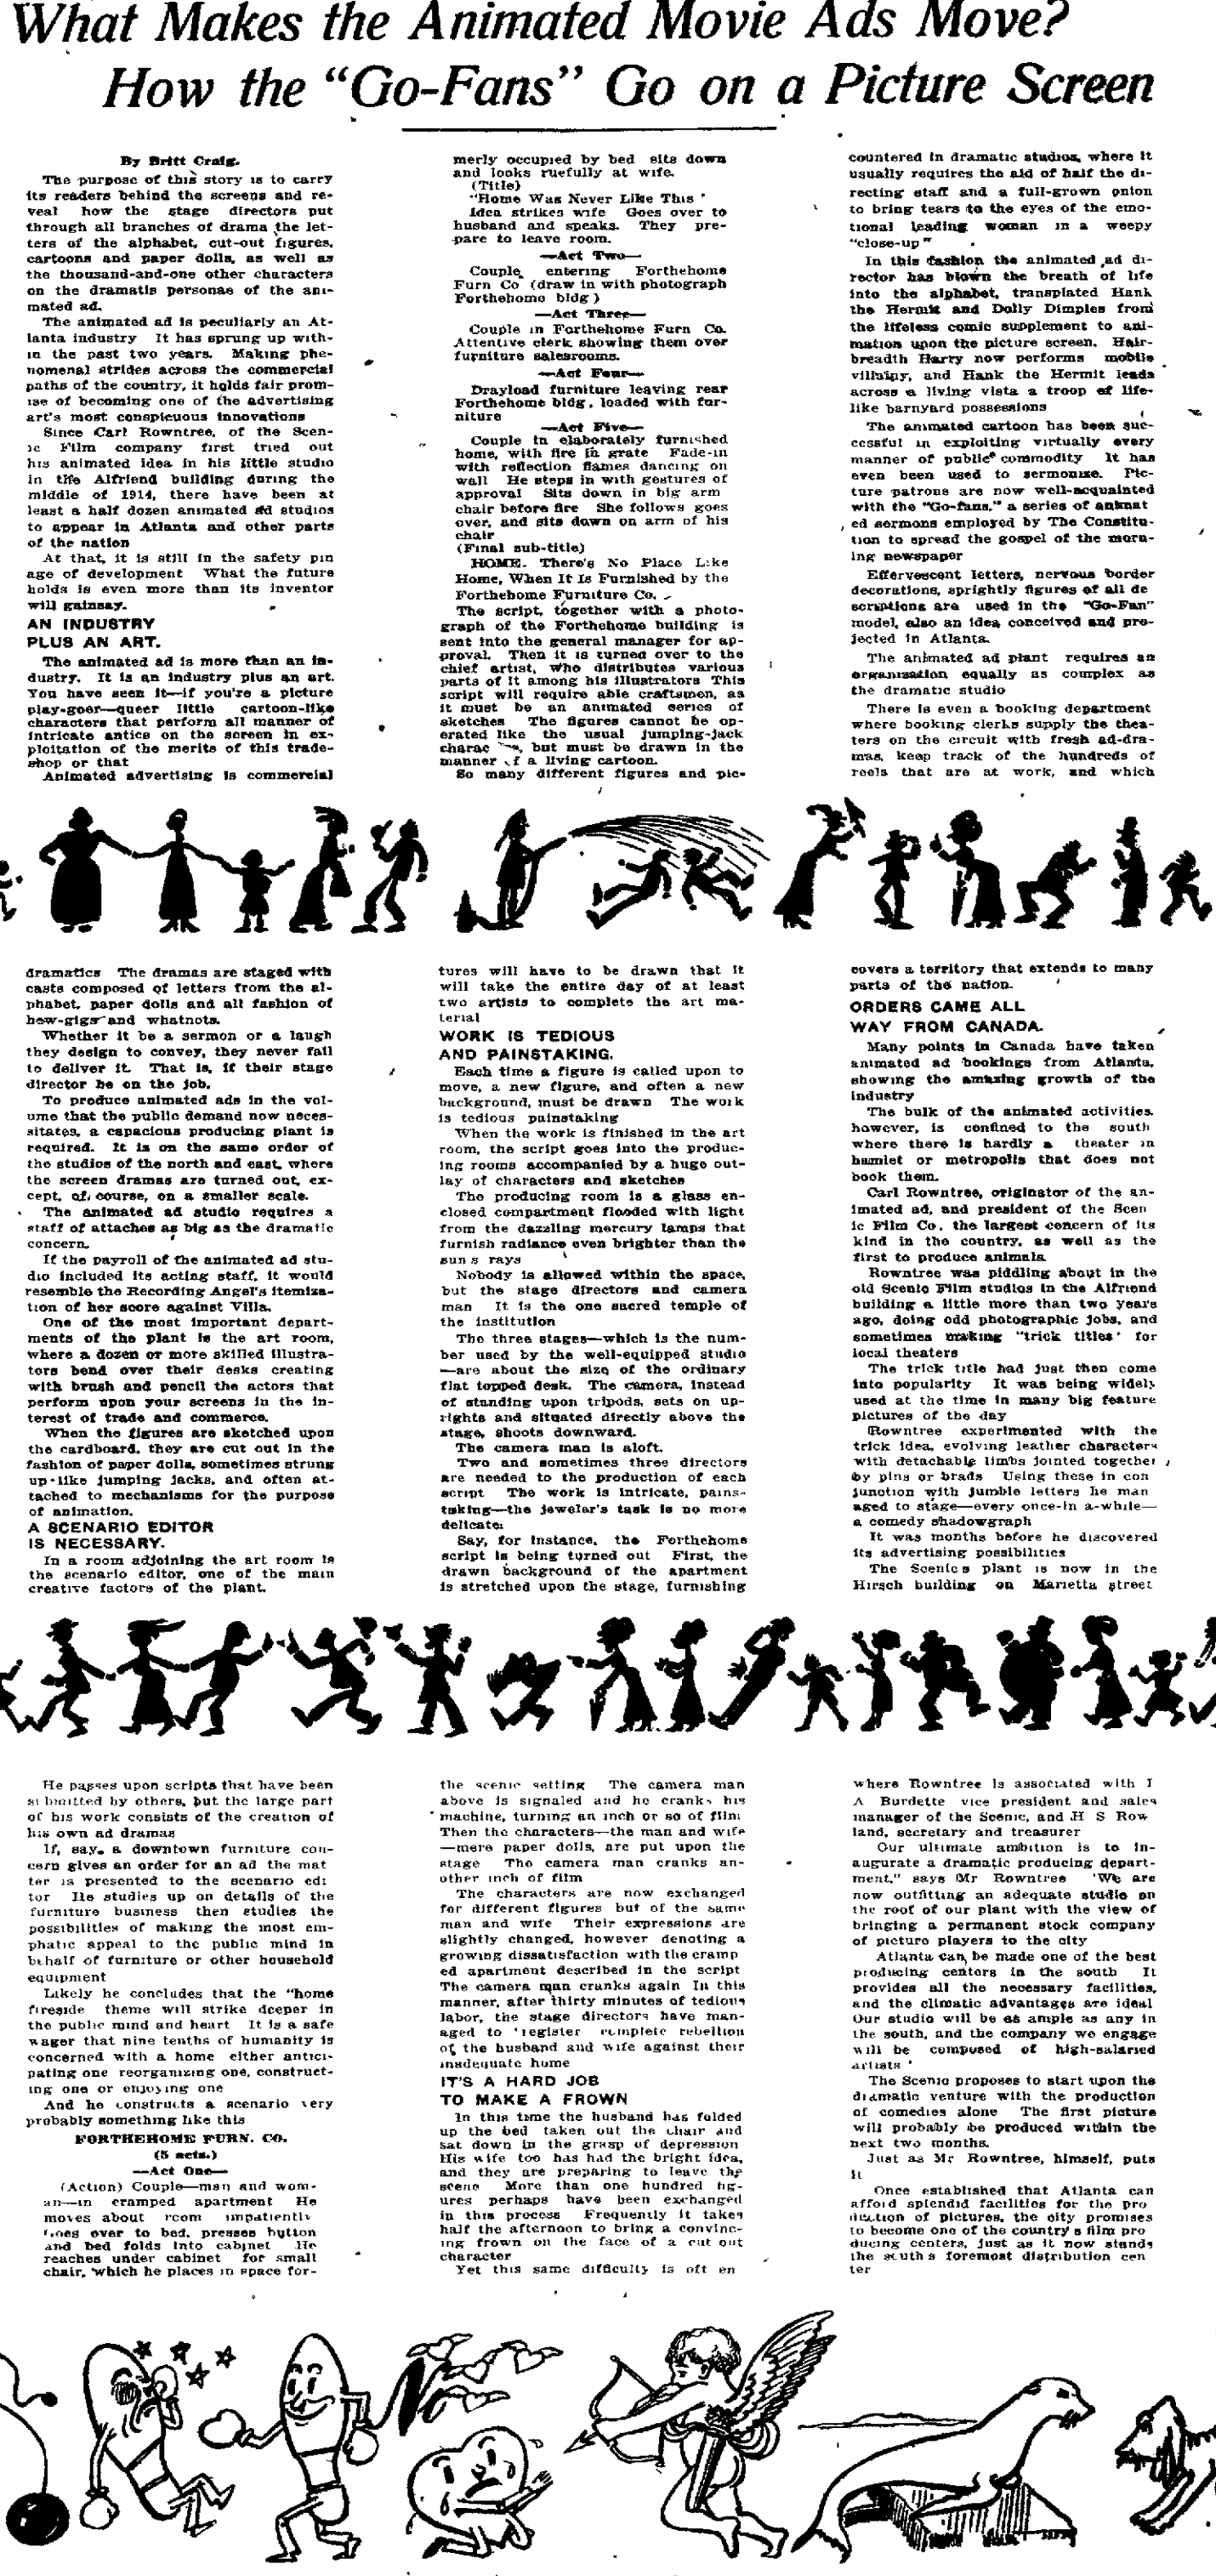 What Makes the Animated Movie Ads Move?
How the "Go-Fans" Go on a Picture Screen
By Britt Craig.
The purpose of this story is to carry
its readers behind the screens and re-
veal how the stage directors put
through all branches of drama the let-
ters of the alphabet, cut-out figures,
cartoons and paper dolls, as well as
the thousand-and-one other characters
on the dramatis personae of the ani-
mated ad.
The animated ad is peculiarly an At-
lanta industry It has sprung up with-
in the past two years. Making phe-
nomenal strides across the commercial
paths of the country, it holds fair prom-
ise of becoming one of the advertising
art's most conspicuous innovations
Since Carl Rowntree, of the Scen-
ic Film company first tried out
his animated idea in his little studio
in the Alfriend building during the
middle of 1914, there have been at
least a half dozen animated ad studios
to appear in Atlanta and other parts
of the nation
At that, it is still in the safety pin
age of development What the future
holds is even more than its inventor
will gainsay.
AN INDUSTRY
PLUS AN ART.
The animated ad is more than an in-
dustry. It is an industry plus an art.
You have seen it—if you're a picture
play-goer—queer little cartoon-like
characters that perform all manner of
intricate antics on the screen in ex-
ploitation of the merits of this trade-
shop or that
Animated advertising is commercial
dramatics The dramas are staged with
casts composed of letters from the al-
phabet, paper dolls and all fashion of
hew-gigs and whatnots.
Whether it be a sermon or a laugh
they design to convey, they never fail
to deliver it. That is, if their stage
director be on the job.
To produce animated ads in the vol-
ume that the public demand now neces-
sitates, a capacious producing plant is
required. It is on the same order of
the studios of the north and east, where
the screen dramas are turned out, ex-
cept, of, course, on a smaller scale.
The animated ad studio requires a
staff of attaches as big as the dramatic
concern.
If the payroll of the animated ad stu-
dio included its acting staff, it would
resemble the Recording Angel's itemiza-
tion of her score against Villa.
One of the most important depart-
ments of the plant is the art room,
where a dozen or more skilled illustra-
tors bend over their desks creating
with brush and pencil the actors that
perform upon your screens in the in-
terest of trade and commerce.
When the figures are sketched upon
the cardboard, they are cut out in the
fashion of paper dolls, sometimes strung
up like jumping jacks, and often at-
tached to mechanisms for the purpose
of animation.
A SCENARIO EDITOR
IS NECESSARY.
In a room adjoining the art room is
the scenario editor, one of the main
creative factors of the plant.
He passes upon scripts that have been
submitted by others, but the large part
of his work consists of the creation of
his own ad dramas
If, say, a downtown furniture con-
cern gives an order for an ad the mat
ter is presented to the scenario edi
tor He studies up on details of the
furniture business then studies the
possibilities of making the most em-
phatic appeal to the public mind in
behalf of furniture or other household
equipment
Likely he concludes that the "home
fireside theme will strike deeper in
the public mind and heart It is a safe
wager that nine tenths of humanity is
concerned with a home either antici-
pating one reorganizing one, construct-
ing one or enjoying one
And he constructs a scenario very
probably something like this
FORTHEHOME FURN. CO.
(5 acts.)
—Act One—
(Action) Couple—man and wom-
an—in cramped apartment He
moves about room impatiently
Goes over to bed, presses button
and bed folds into cabinet He
reaches under cabinet for small
chair, which he places in space for-
merly occupied by bed sits down
and looks ruefully at wife.
(Title)
"Home Was Never Like This '
Idea strikes wife Goes over to
husband and speaks. They pre-
pare to leave room.
—Act Two—
Couple entering Forthehome
Furn Co (draw in with photograph
Forthehome bldg )
—Act Three—
Couple in Forthehome Furn Co.
Attentive clerk showing them over
furniture salesrooms.
—Act Four—
Drayload furniture leaving rear
Forthehome bldg, loaded with fur-
niture
—Act Five—
Couple in elaborately furnished
home, with fire in grate Fade-in
with reflection flames dancing on
wall He steps in with gestures of
approval Sits down in big arm
chair before fire She follows goes
over, and sits down on arm of his
chair
(Final sub-title)
HOME. There's No Place Like
Home, When It Is Furnished by the
Forthehome Furniture Co.
The script, together with a photo-
graph of the Forthehome building is
sent into the general manager for ap-
proval. Then it is turned over to the
chief artist, who distributes various
parts of it among his illustrators This
script will require able craftsmen, as
it must be an animated series of
sketches The figures cannot be op-
erated like the usual jumping-jack
charac , but must be drawn in the
manner of a living cartoon.
So many different figures and pic-
tures will have to be drawn that it
will take the entire day of at least
two artists to complete the art ma-
terial
WORK IS TEDIOUS
AND PAINSTAKING.
Each time a figure is called upon to
move, a new figure, and often a new
background, must be drawn The work
is tedious painstaking
When the work is finished in the art
room, the script goes into the produc-
ing rooms accompanied by a huge out-
lay of characters and sketches
The producing room is a glass en-
closed compartment flooded with light
from the dazzling mercury lamps that
furnish radiance even brighter than the
sun s rays
Nobody is allowed within the space,
but the stage directors and camera
man It is the one sacred temple of
the institution
The three stages—which is the num-
ber used by the well-equipped studio
—are about the size of the ordinary
flat topped desk. The camera, instead
of standing upon tripods, sets on up-
rights and situated directly above the
stage, shoots downward.
The camera man is aloft.
Two and sometimes three directors
are needed to the production of each
script The work is intricate, pains-
taking—the jeweler's task is no more
delicate.
Say, for instance, the Forthehome
script is being turned out First, the
drawn background of the apartment
is stretched upon the stage, furnishing
the scenic setting The camera man
above is signaled and he cranks his
machine, turning an inch or so of film
Then the characters—the man and wife
—mere paper dolls, are put upon the
stage The camera man cranks an-
other inch of film
The characters are now exchanged
for different figures but of the same
man and wife Their expressions are
slightly changed, however denoting a
growing dissatisfaction with the cramp
ed apartment described in the script
The camera man cranks again In this
manner, after thirty minutes of tedious
labor, the stage directors have man-
aged to 'register complete rebellion
of the husband and wife against their
inadequate home
IT'S A HARD JOB
TO MAKE A FROWN
In this time the husband has folded
up the bed taken out the chair and
sat down in the grasp of depression
His wife too has had the bright idea,
and they are preparing to leave the
scene More than one hundred fig-
ures perhaps have been exchanged
in this process Frequently it takes
half the afternoon to bring a convinc-
ing frown on the face of a cut out
character
Yet this same difficulty is oft en
countered in dramatic studios, where it
usually requires the aid of half the di-
recting staff and a full-grown onion
to bring tears to the eyes of the emo-
tional leading woman in a weepy
"close-up"
In this fashion the animated ad di-
rector has blown the breath of life
into the alphabet, transplated Hank
the Hermit and Dolly Dimples from
the lifeless comic supplement to ani-
mation upon the picture screen. Hair-
breadth Harry now performs mobile
villainy, and Hank the Hermit leads
across a living vista a troop of life-
like barnyard possessions
The animated cartoon has been suc-
cessful in exploiting virtually every
manner of public commodity It has
even been used to sermonize. Pic-
ture patrons are now well-acquainted
with the "Go-fans," a series of animat
ed sermons employed by The Constitu-
tion to spread the gospel of the morn-
ing newspaper
Effervescent letters, nervous border
decorations, sprightly figures of all de
scriptions are used in the "Go-Fan"
model, also an idea conceived and pro-
jected in Atlanta.
The animated ad plant requires an
organization equally as complex as
the dramatic studio
There is even a booking department
where booking clerks supply the thea-
ters on the circuit with fresh ad-dra-
mas, keep track of the hundreds of
reels that are at work, and which
covers a territory that extends to many
parts of the nation.
ORDERS CAME ALL
WAY FROM CANADA.
Many points in Canada have taken
animated ad bookings from Atlanta,
showing the amazing growth of the
industry
The bulk of the animated activities,
however, is confined to the south
where there is hardly a theater in
hamlet or metropolis that does not
book them.
Carl Rowntree, originator of the an-
imated ad, and president of the Scen
ic Film Co, the largest concern of its
kind in the country, as well as the
first to produce animals
Rowntree was piddling about in the
old Scenic Film studios in the Alfriend
building a little more than two years
ago, doing odd photographic jobs, and
sometimes making "trick titles' for
local theaters
The trick title had just then come
into popularity It was being widely
used at the time in many big feature
pictures of the day
Rowntree experimented with the
trick idea, evolving leather characters
with detachable limbs jointed together
by pins or brads Using these in con
junction with jumble letters he man
aged to stage—every once-in a-while—
a comedy shadowgraph
It was months before he discovered
its advertising possibilities
The Scenics plant is now in the
Hirsch building on Marietta street
where Rowntree is associated with I
A Burdette vice president and sales
manager of the Scenic, and H S Row
land, secretary and treasurer
Our ultimate ambition is to in-
augurate a dramatic producing depart-
ment," says Mr Rowntree 'We are
now outfitting an adequate studio on
the roof of our plant with the view of
bringing a permanent stock company
of picture players to the city
Atlanta can be made one of the best
producing centers in the south It
provides all the necessary facilities,
and the climatic advantages are ideal
Our studio will be as ample as any in
the south, and the company we engage
will be composed of high-salaried
artists '
The Scenic proposes to start upon the
dramatic venture with the production
of comedies alone The first picture
will probably be produced within the
next two months.
Just as Mr Rowntree, himself, puts
it
Once established that Atlanta can
afford splendid facilities for the pro
duction of pictures, the city promises
to become one of the country s film pro
ducing centers, just as it now stands
the south s foremost distribution cen
ter